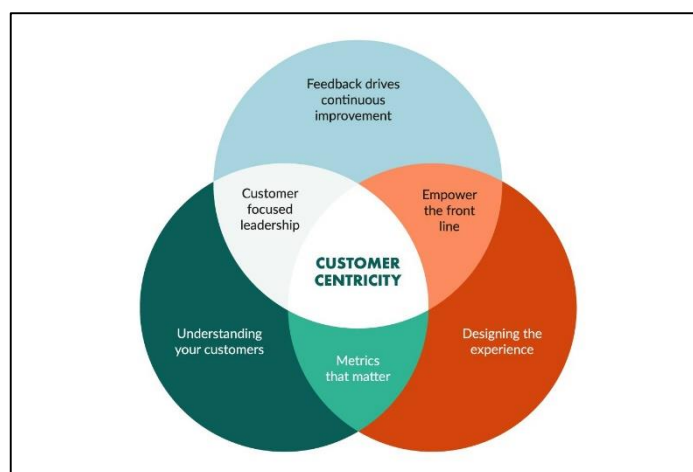 Feedback drives
continuous
improvement
Customer
focused
leadership
Empower
the front
line
CUSTOMER
CENTRICITY
Understanding
your customers
Designing the
experience
Metrics
that matter